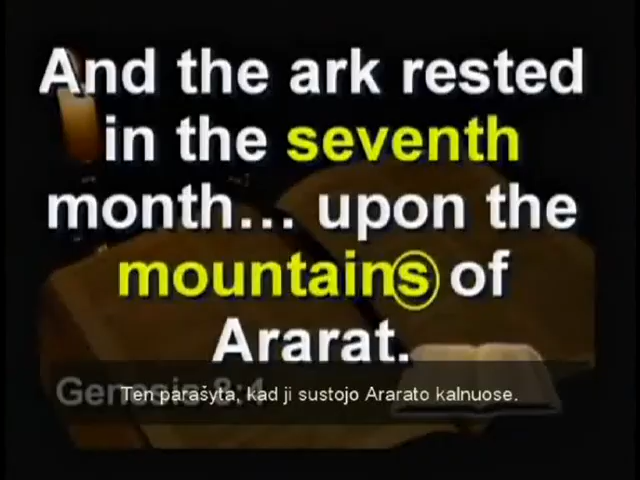 And the ark rested
in the seventh
month... upon the
mountains of
Ararat.
Genesis 8:4
Ten parašyta, kad ji sustojo Ararato kalnuose.